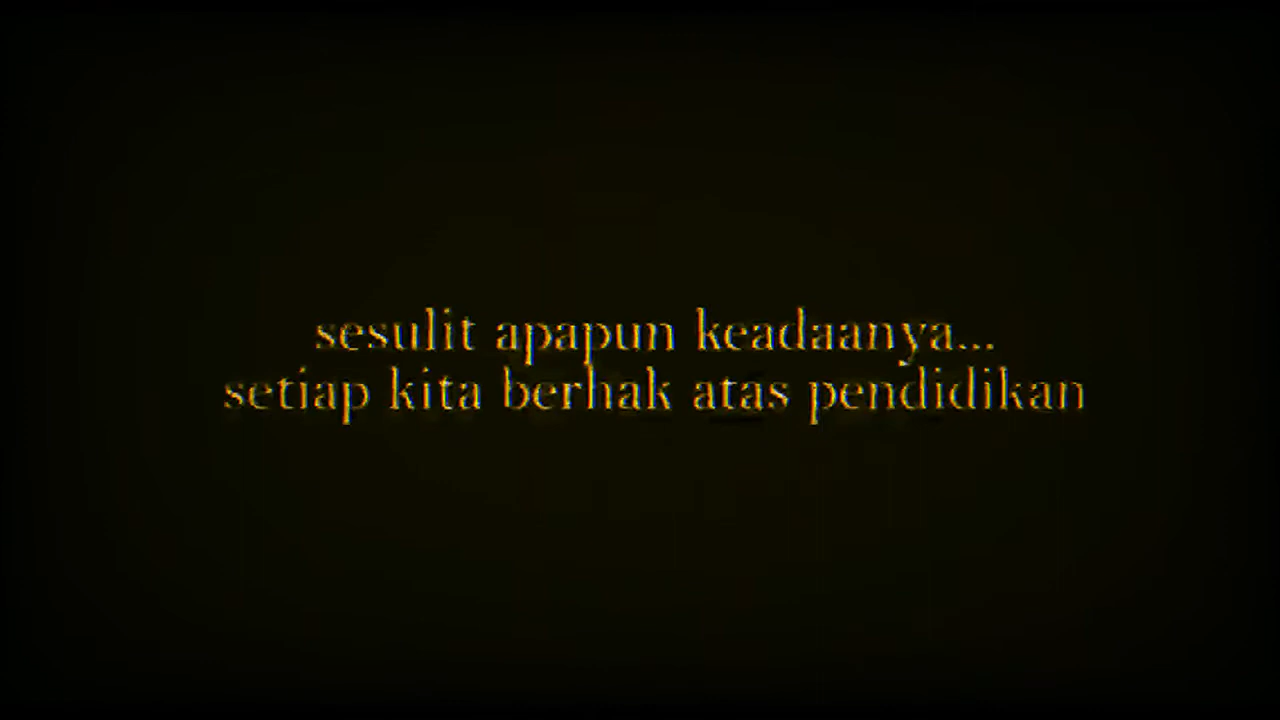 sesulit apapun keadaanya...
setiap kita berhak atas pendidikan